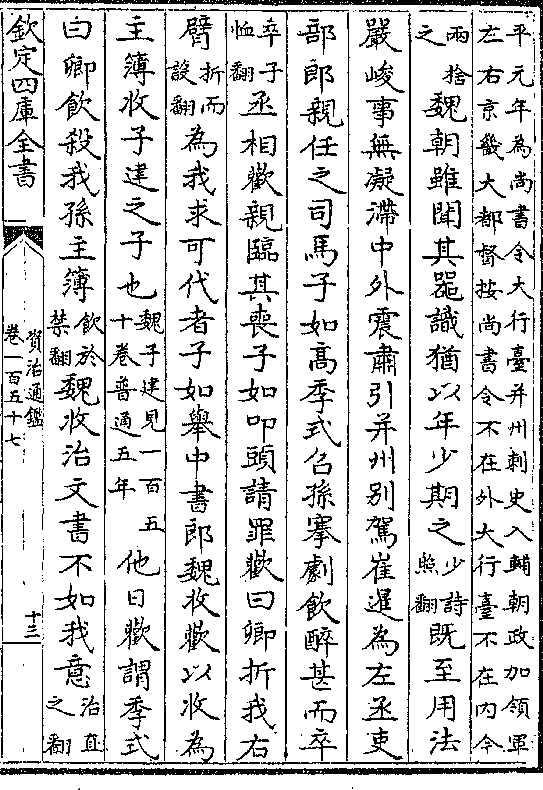 平元年為尚書令大行臺并州刺史入輔朝政加領軍
左右京畿大都督按尚書令不在外大行臺不在内今
兩捨
之
魏朝雖聞其器識猶以年少期之
少詩
照翻
既至用法
嚴峻事無凝滯中外震肅引并州别駕崔暹為左丞吏
部郎親任之司馬子如高季式召孫搴劇飲醉甚而卒
卒子
恤翻
丞相歡親臨其喪子如叩頭請罪歡曰卿折我右
臂
折而
設翻
為我求可代者子如舉中書郎魏收歡以收為
主簿收子建之子也
魏子建見一百五
十卷普通五年
他日歡謂季式
曰卿飲殺我孫主簿
飲於
禁翻
魏收治文書不如我意
治直
之翻
欽定四庫全書
資治通鑑
卷一百五十七
十三